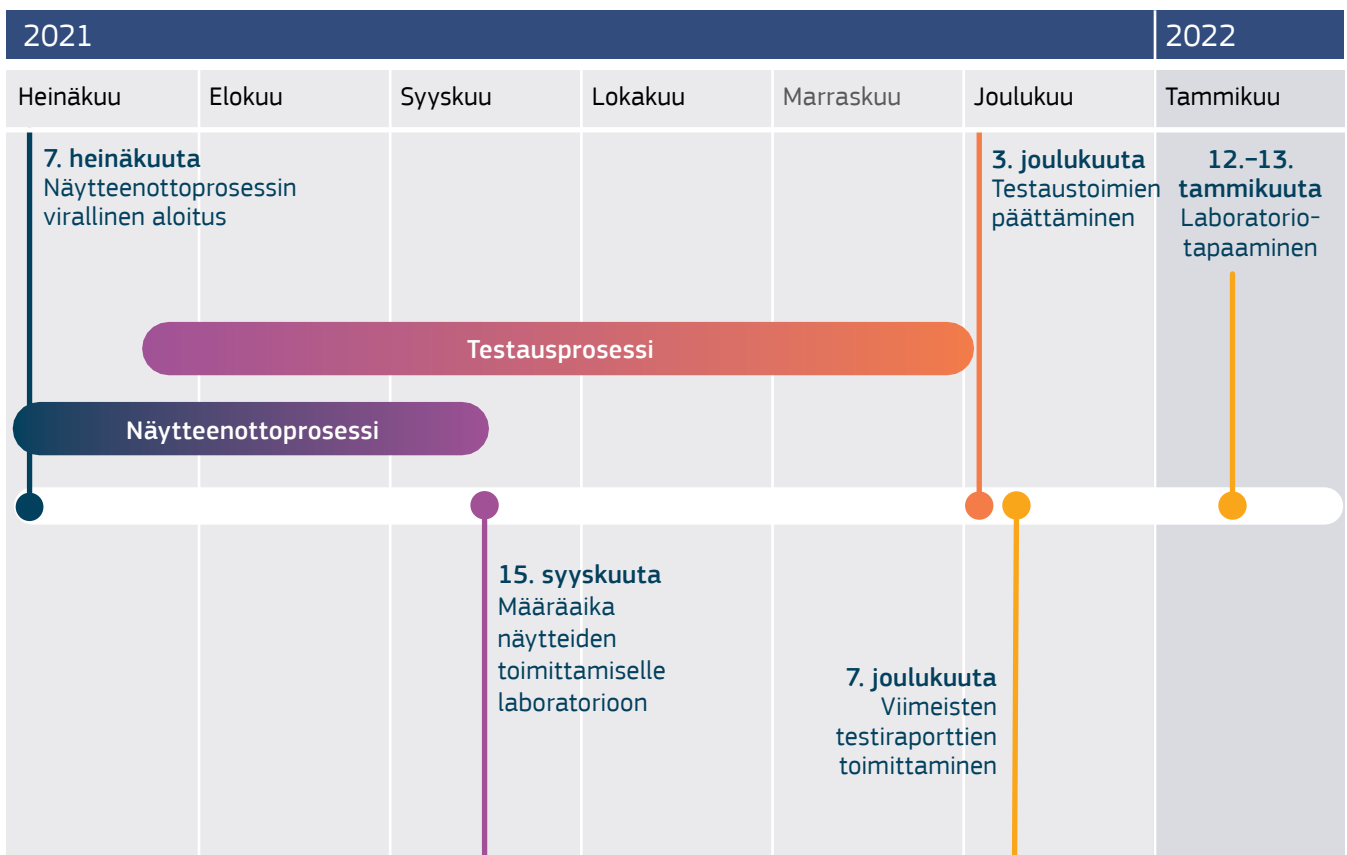 2021
2022
Heinäkuu
Elokuu
Syyskuu
Lokakuu
Marraskuu
Joulukuu
Tammikuu
7. heinäkuuta
Näytteenottoprosessin
virallinen aloitus
3. joulukuuta
Testaustoimien
päättäminen
12.–13.
tammikuuta
Laboratorio-
tapaaminen
Testausprosessi
Näytteenottoprosessi
15. syyskuuta
Määräaika
näytteiden
toimittamiselle
laboratorioon
7. joulukuuta
Viimeisten
testiraporttien
toimittaminen